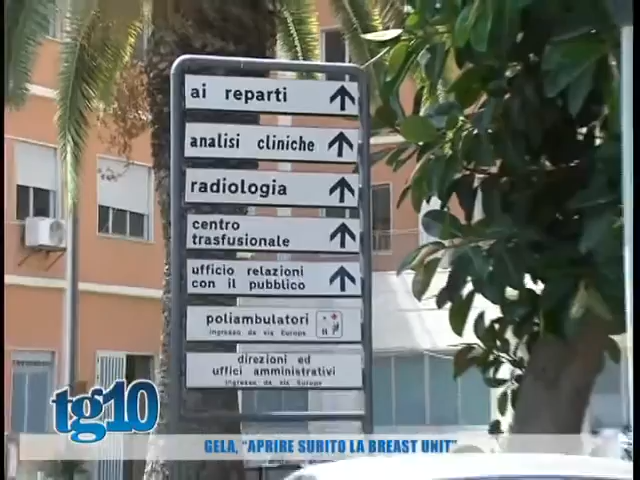 ai reparti
analisi cliniche
radiologia
centro
trasfusionale
ufficio relazioni
con il pubblico
poliambulatori
ingresso da via Europa
direzioni ed
uffici amministrativi
ingresso da via Europa
tg10
GELA, "APRIRE SUBITO LA BREAST UNIT"